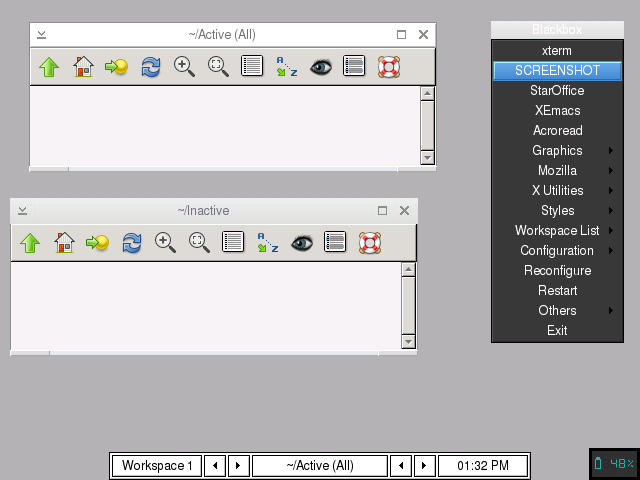 ~/Active (All)
A
Z
~/Inactive
A
Z
Blackbox
xterm
SCREENSHOT
StarOffice
XEmacs
Acroread
Graphics
Mozilla
X Utilities
Styles
Workspace List
Configuration
Reconfigure
Restart
Others
Exit
Workspace 1
~/Active (All)
01:32 PM
48%